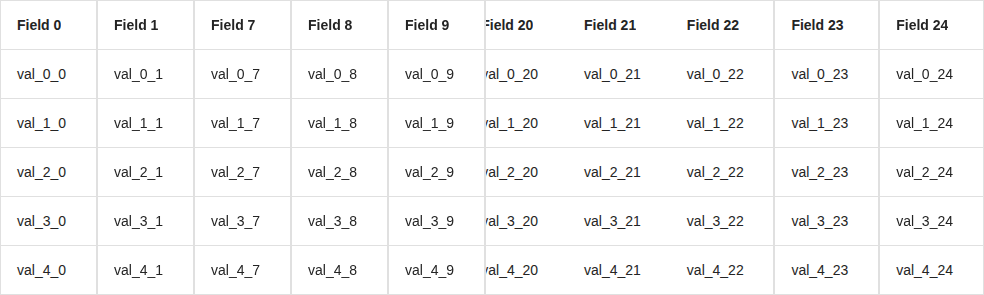 Field 0 Field 1 Field 7 Field 8 Field 9 Field 20 Field 21 Field 22 Field 23 Field 24
val_0_0 val_0_1 val_0_7 val_0_8 val_0_9 val_0_20 val_0_21 val_0_22 val_0_23 val_0_24
val_1_0 val_1_1 val_1_7 val_1_8 val_1_9 val_1_20 val_1_21 val_1_22 val_1_23 val_1_24
val_2_0 val_2_1 val_2_7 val_2_8 val_2_9 val_2_20 val_2_21 val_2_22 val_2_23 val_2_24
val_3_0 val_3_1 val_3_7 val_3_8 val_3_9 val_3_20 val_3_21 val_3_22 val_3_23 val_3_24
val_4_0 val_4_1 val_4_7 val_4_8 val_4_9 val_4_20 val_4_21 val_4_22 val_4_23 val_4_24